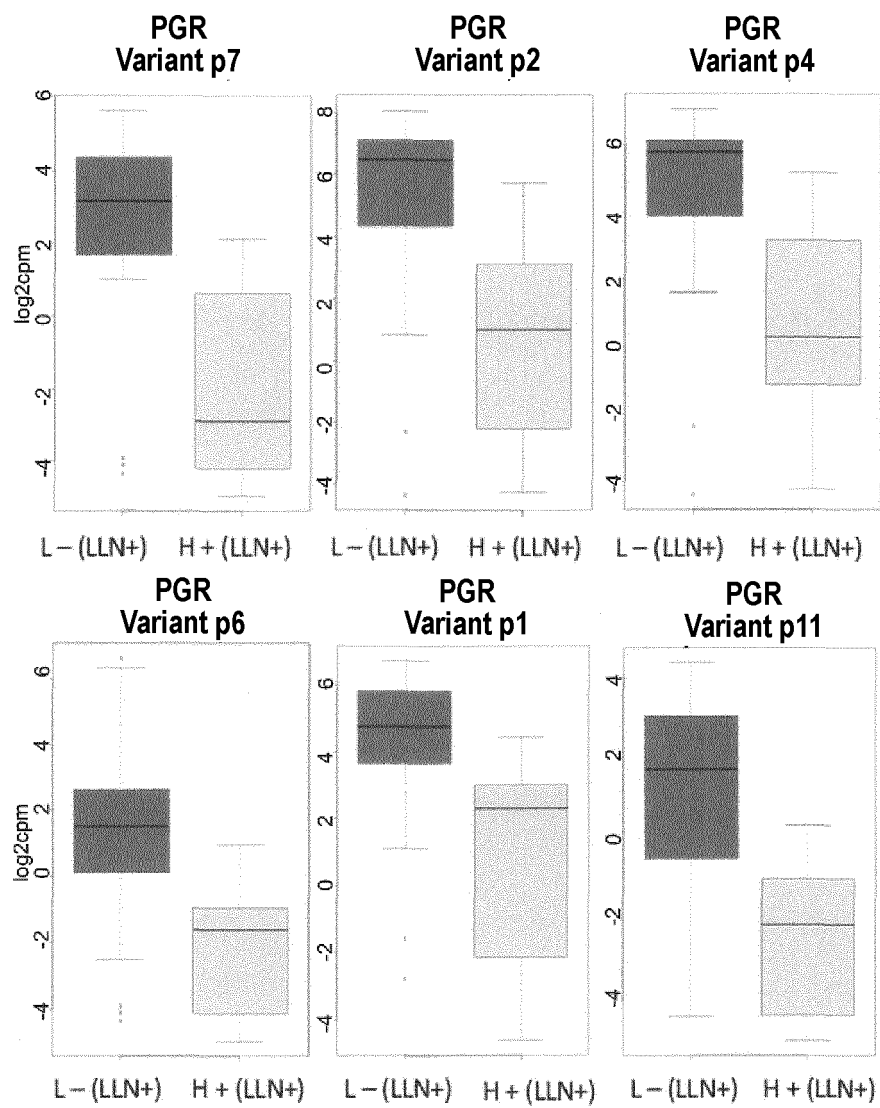 PGR
Variant p7
PGR
Variant p2
PGR
Variant p4
log2cpm
6
4
2
0
-2
-4
8
6
4
2
0
-2
-4
6
4
2
0
-2
-4
L – (LLN+) H + (LLN+)
L – (LLN+) H + (LLN+)
L – (LLN+) H + (LLN+)
PGR
Variant p6
PGR
Variant p1
PGR
Variant p11
log2cpm
6
4
2
0
-2
-4
6
4
2
0
-2
-4
4
2
0
-2
-4
L – (LLN+) H + (LLN+)
L – (LLN+) H + (LLN+)
L – (LLN+) H + (LLN+)